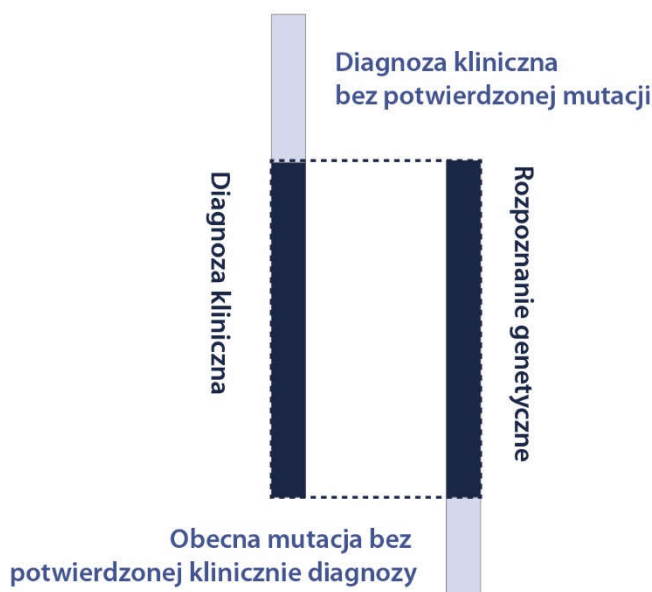 Diagnoza kliniczna
bez potwierdzonej mutacji
Diagnoza kliniczna
Rozpoznanie genetyczne
Obecna mutacja bez
potwierdzonej klinicznie diagnozy